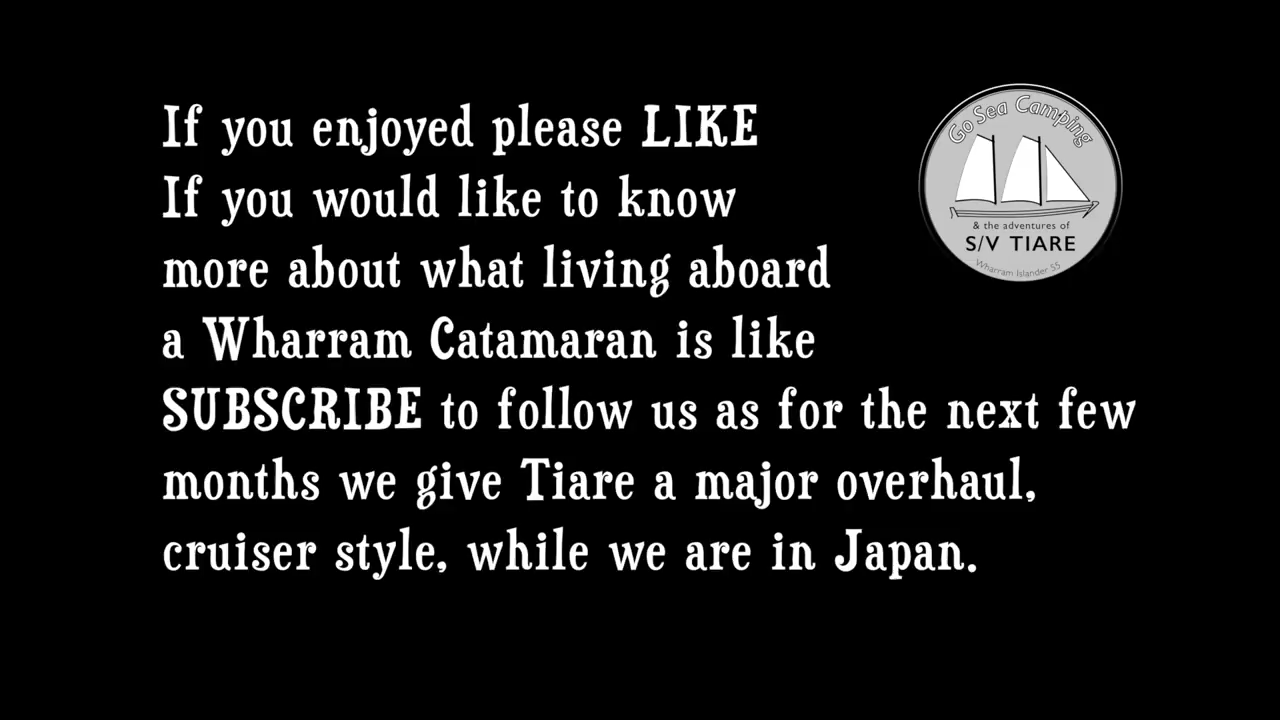 If you enjoyed please LIKE
If you would like to know
more about what living aboard
a Wharram Catamaran is like
SUBSCRIBE to follow us as for the next few
months we give Tiare a major overhaul,
cruiser style, while we are in Japan.
Go Sea Camping
& the adventures of
S/V TIARE
Wharram Islander 55